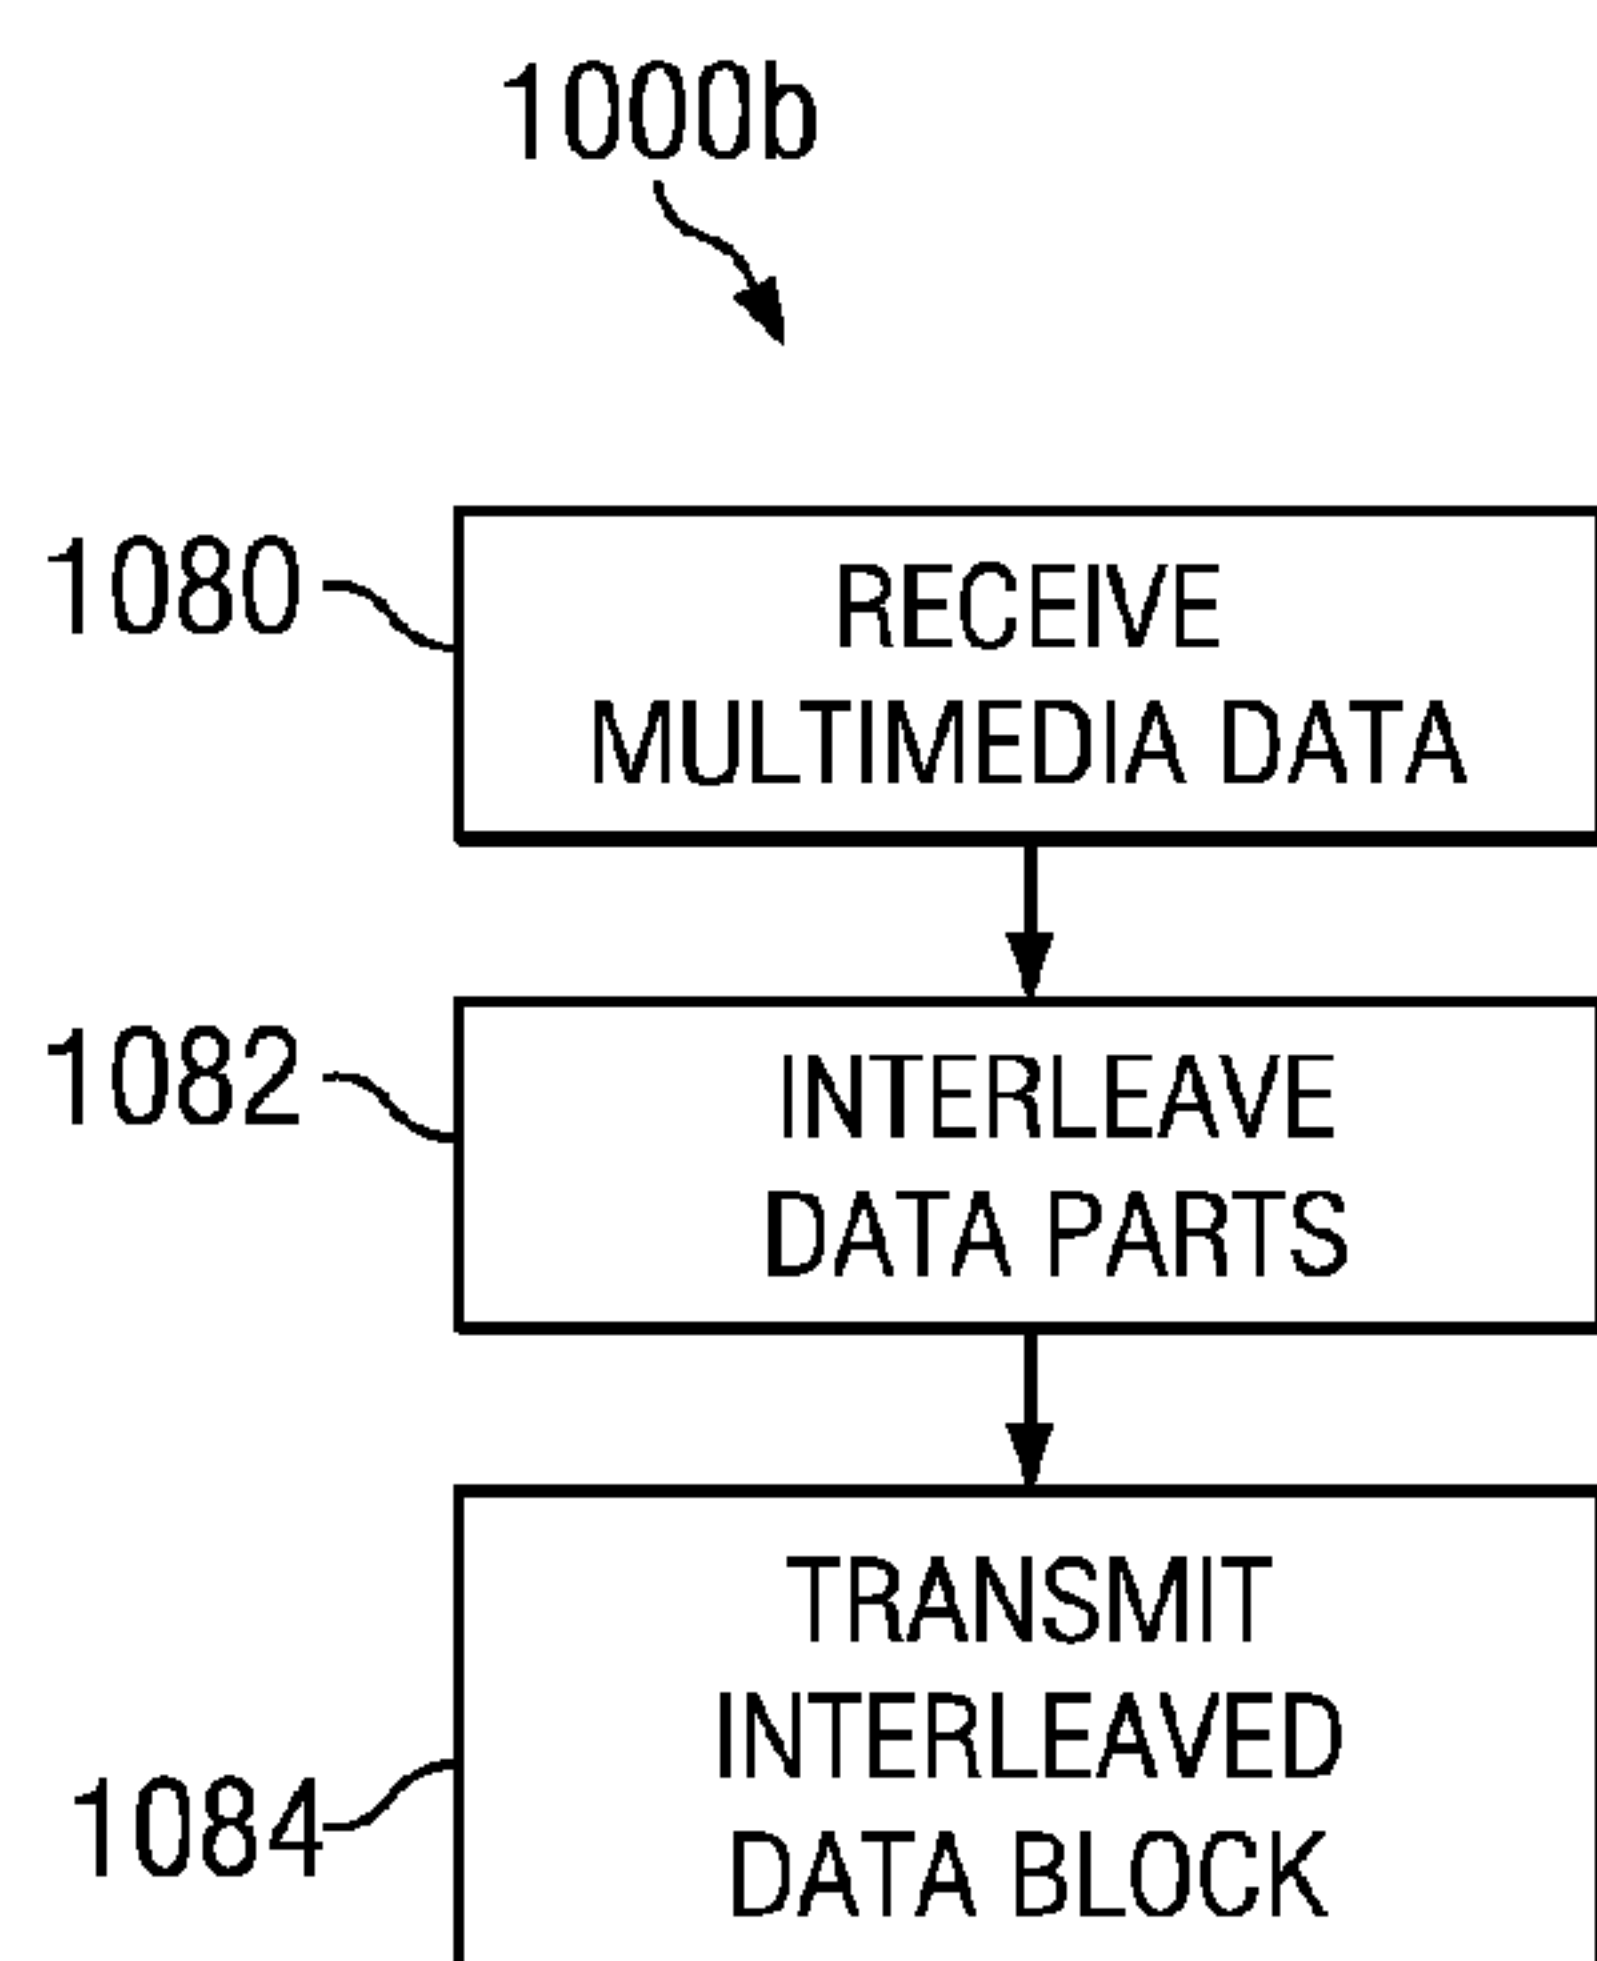 1000b
1080
RECEIVE
MULTIMEDIA DATA
1082
INTERLEAVE
DATA PARTS
TRANSMIT
INTERLEAVED
1084
DATA BLOCK